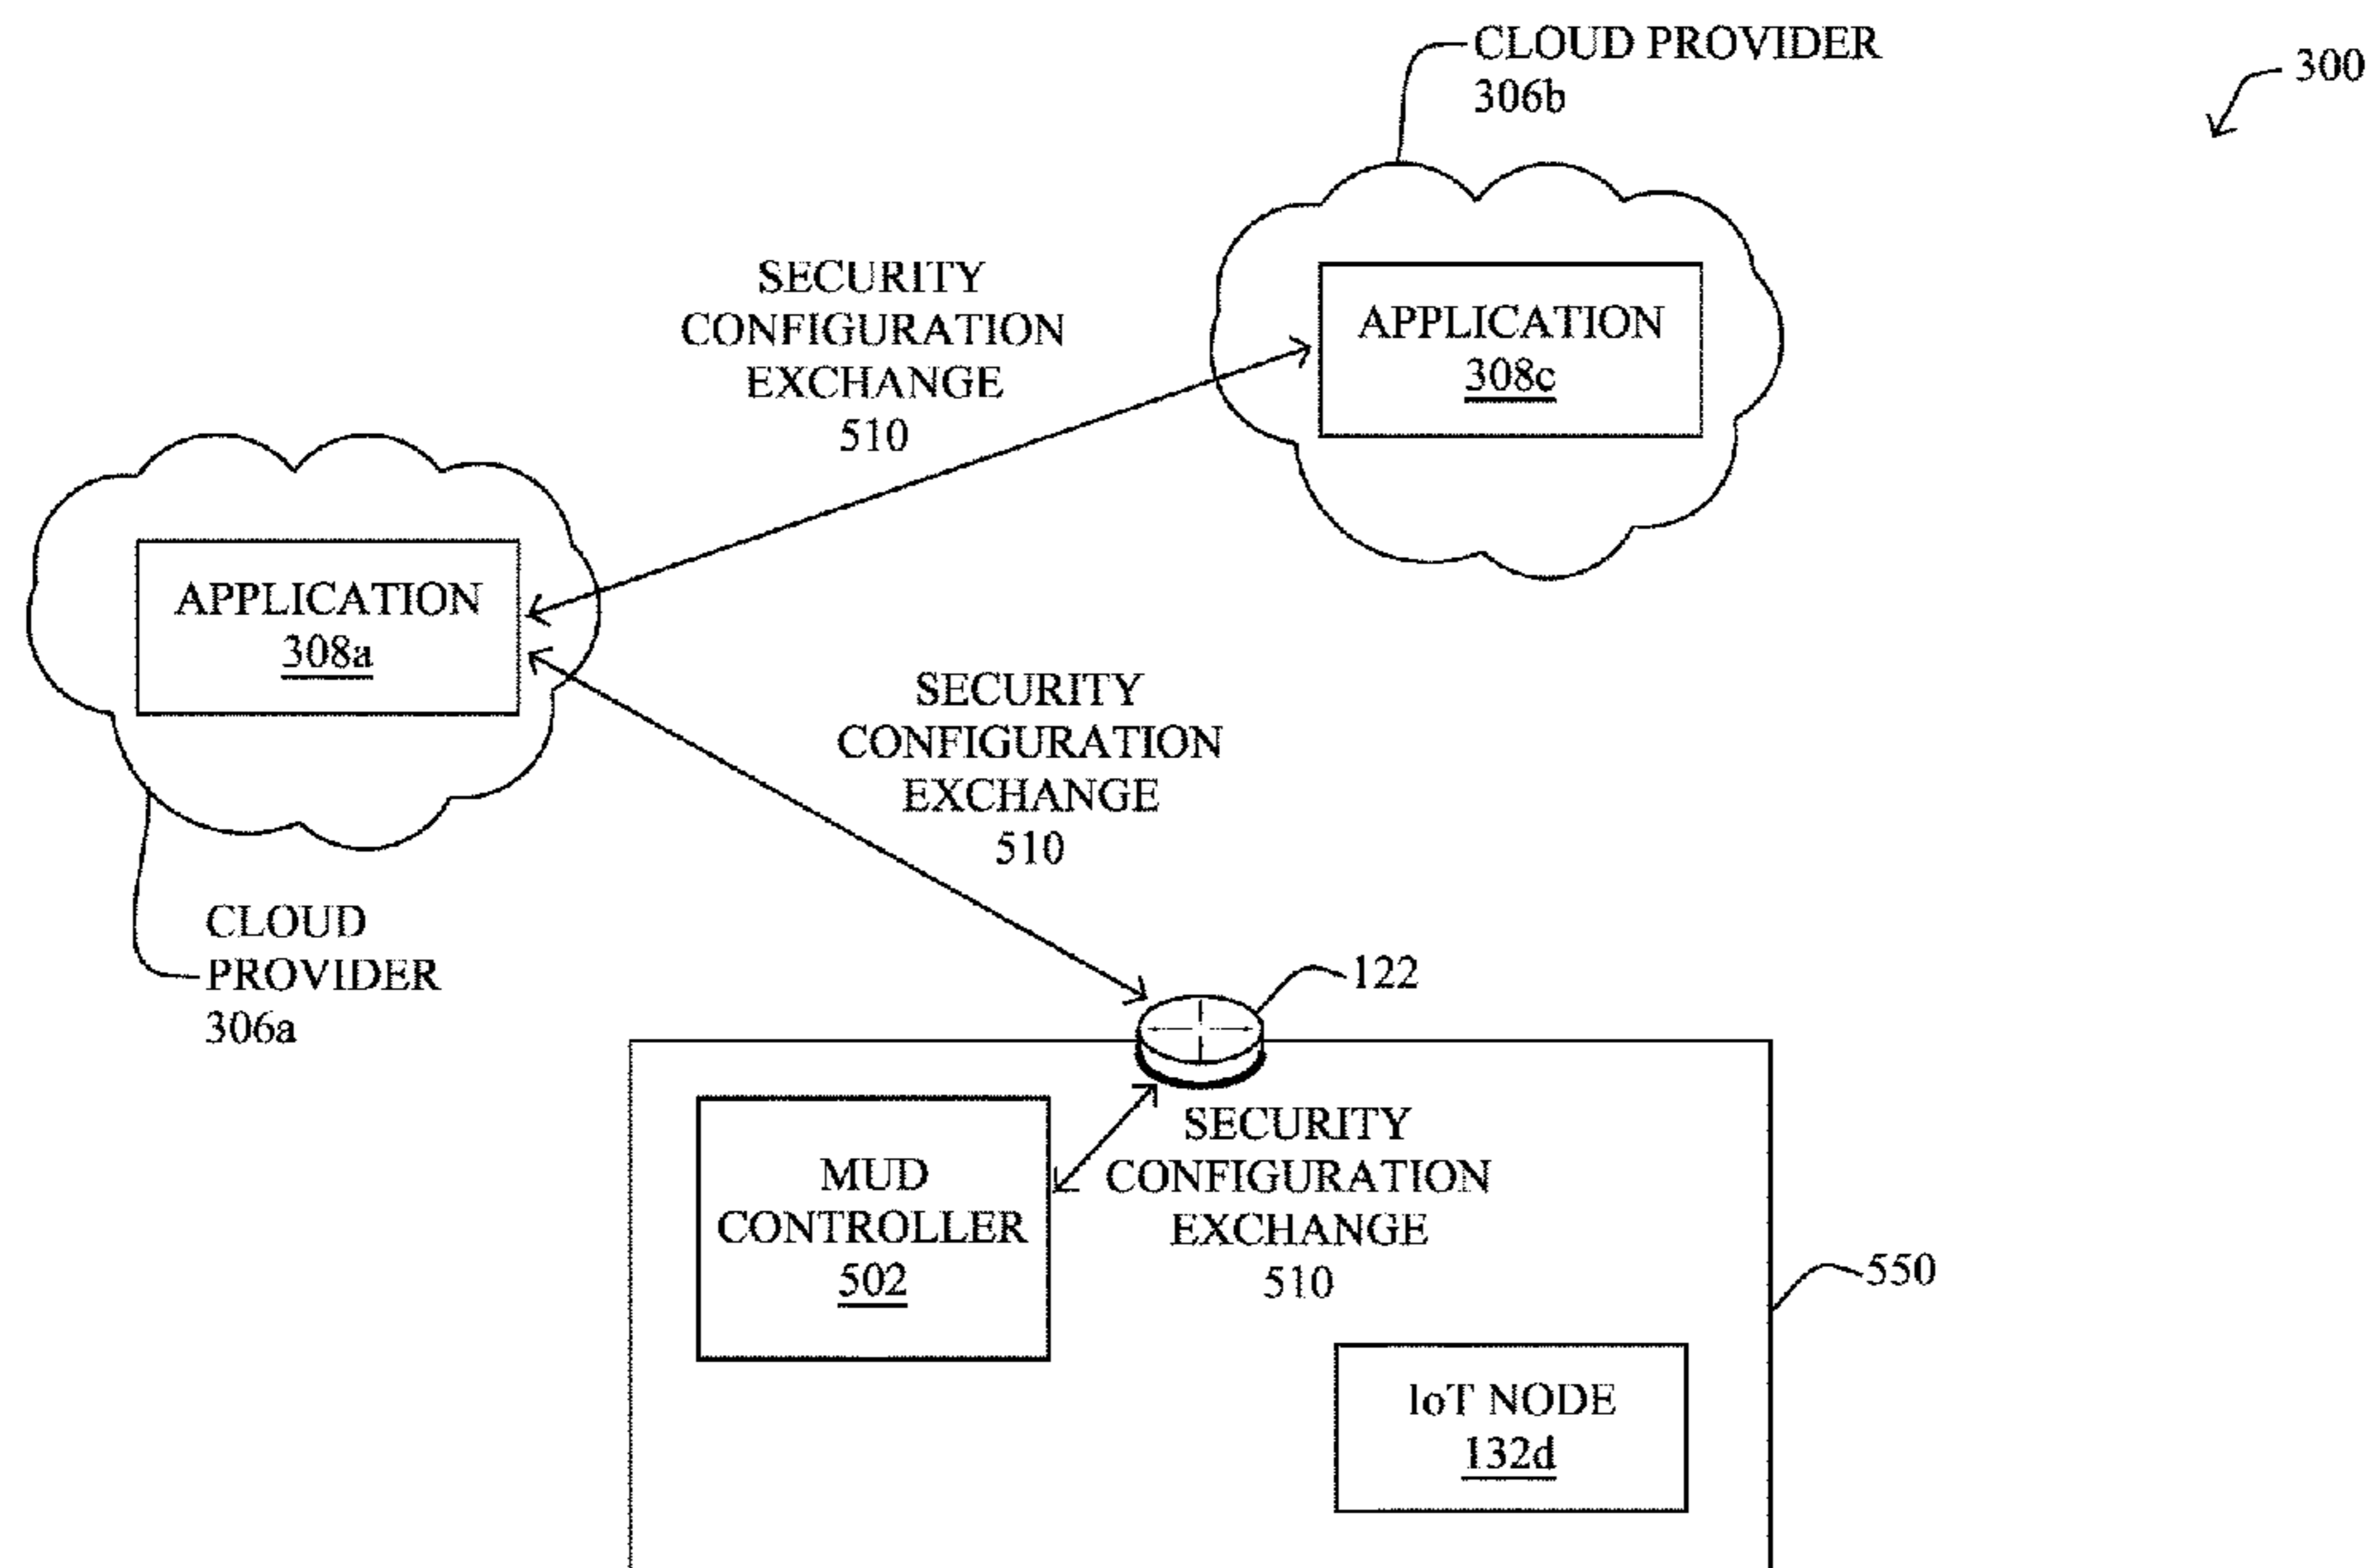 CLOUD PROVIDER
306b
300
SECURITY
CONFIGURATION
EXCHANGE
510
APPLICATION
308c
APPLICATION
308a
SECURITY
CONFIGURATION
EXCHANGE
510
CLOUD
PROVIDER
306a
122
MUD
CONTROLLER
502
SECURITY
CONFIGURATION
EXCHANGE
510
550
IoT NODE
132d